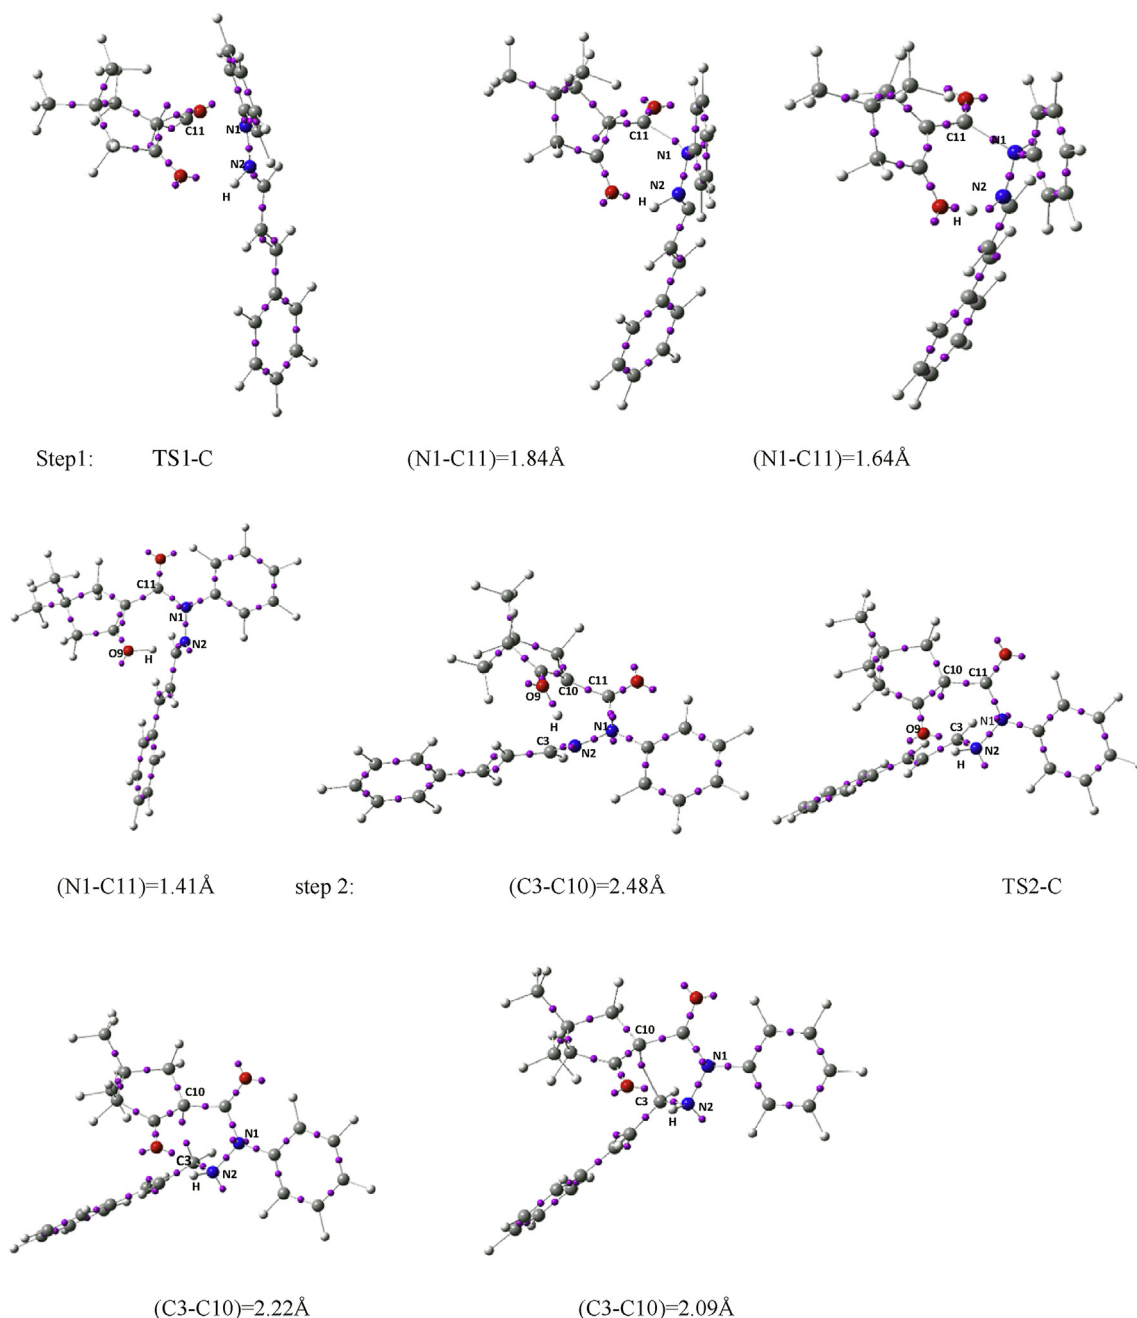 C11
N1
N2
H
C11
N1
N2
H
C11
N1
N2
H
Step1: TS1-C (N1-C11)=1.84Å (N1-C11)=1.64Å
C11
N1
N2
O9
H
C11
C10
O9
H
N1
C3
N2
C10
C11
O9
C3
N1
N2
H
(N1-C11)=1.41Å step 2: (C3-C10)=2.48Å TS2-C
C10
N1
C3
N2
H
C10
N1
C3
N2
H
(C3-C10)=2.22Å (C3-C10)=2.09Å